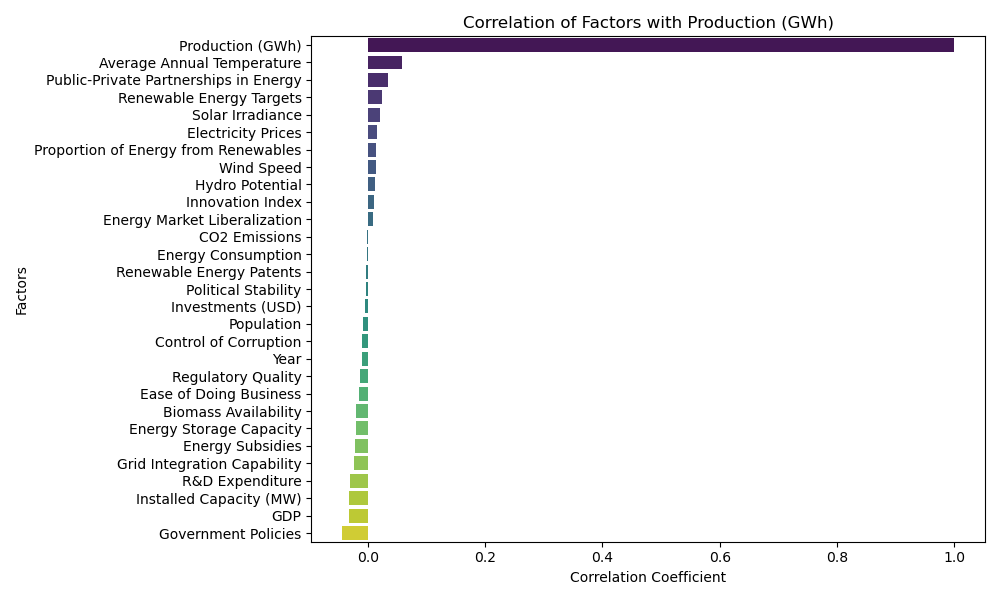 Correlation of Factors with Production (GWh)
Factors
Production (GWh)
Average Annual Temperature
Public-Private Partnerships in Energy
Renewable Energy Targets
Solar Irradiance
Electricity Prices
Proportion of Energy from Renewables
Wind Speed
Hydro Potential
Innovation Index
Energy Market Liberalization
CO2 Emissions
Energy Consumption
Renewable Energy Patents
Political Stability
Investments (USD)
Population
Control of Corruption
Year
Regulatory Quality
Ease of Doing Business
Biomass Availability
Energy Storage Capacity
Energy Subsidies
Grid Integration Capability
R&D Expenditure
Installed Capacity (MW)
GDP
Government Policies
0.0 0.2 0.4 0.6 0.8 1.0
Correlation Coefficient